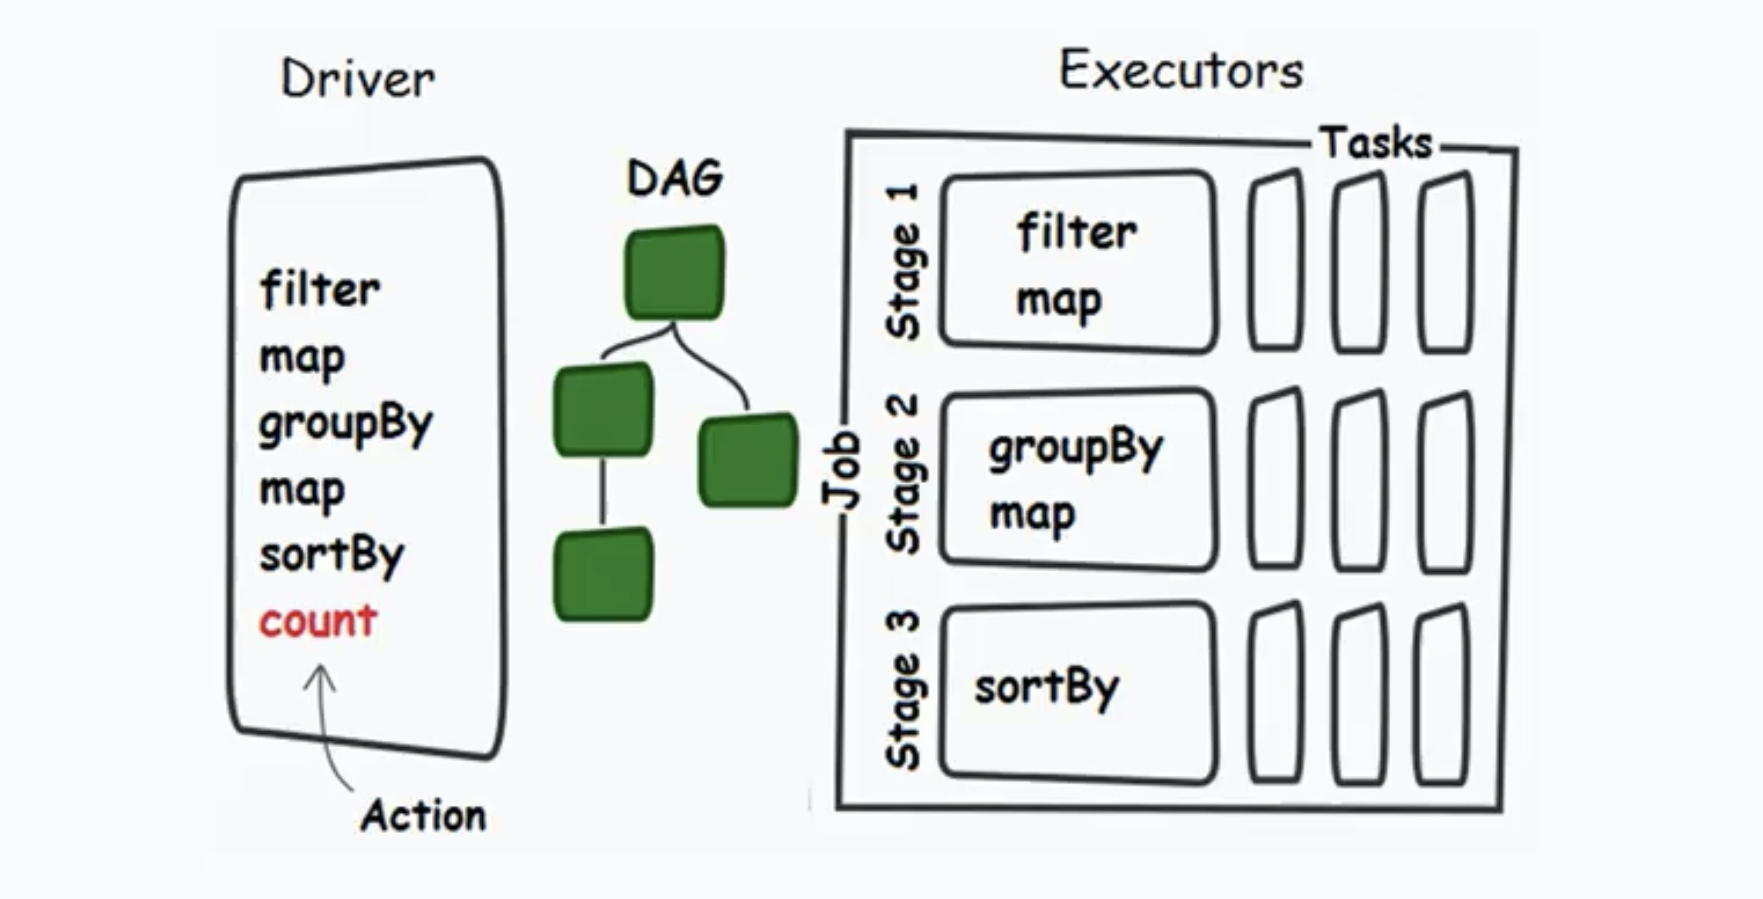 Driver
filter
map
groupBy
map
sortBy
count
Action
DAG
Executors
Tasks
Job
Stage 1
filter
map
Stage 2
groupBy
map
Stage 3
sortBy